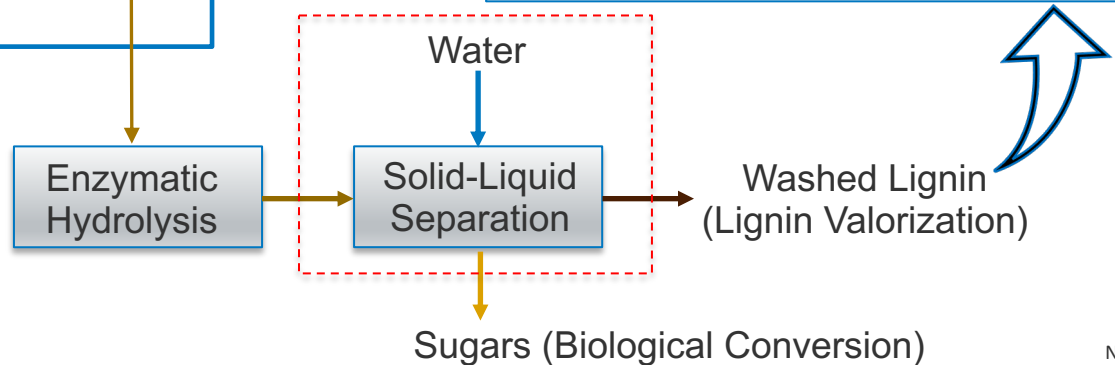 Water
Enzymatic
Hydrolysis
Solid-Liquid
Separation
Washed Lignin
(Lignin Valorization)
Sugars (Biological Conversion)
N